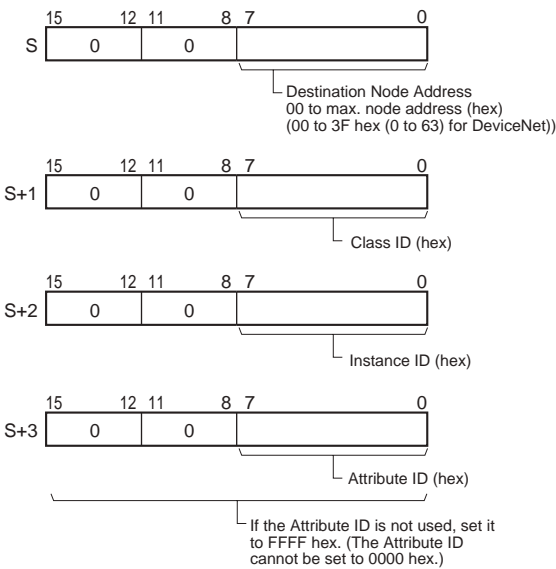 15 12 11 8 7 0
S 0 0
Destination Node Address
00 to max. node address (hex)
(00 to 3F hex (0 to 63) for DeviceNet))
15 12 11 8 7 0
S+1 0 0
Class ID (hex)
15 12 11 8 7 0
S+2 0 0
Instance ID (hex)
15 12 11 8 7 0
S+3 0 0
Attribute ID (hex)
If the Attribute ID is not used, set it
to FFFF hex. (The Attribute ID
cannot be set to 0000 hex.)